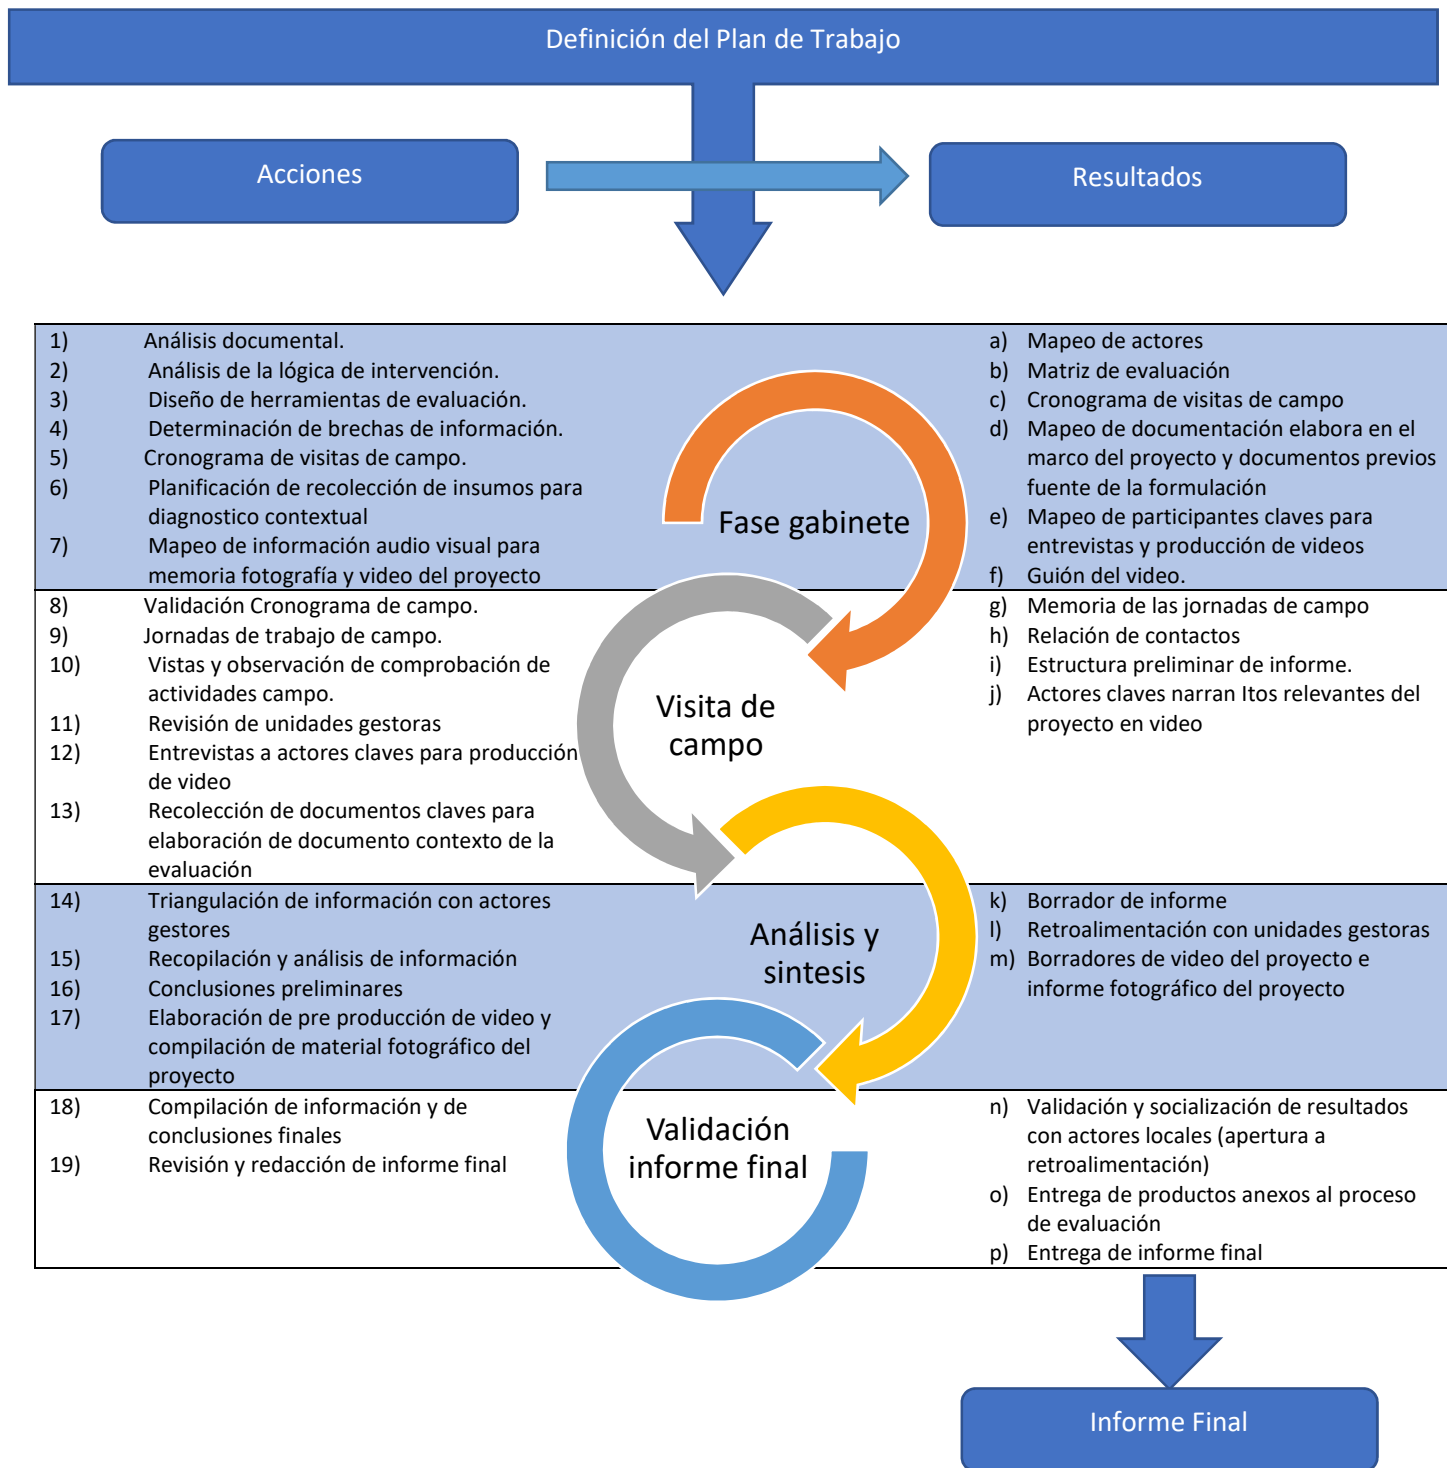 Definición del Plan de Trabajo
Acciones
Resultados
1) Análisis documental.
2) Análisis de la lógica de intervención.
3) Diseño de herramientas de evaluación.
4) Determinación de brechas de información.
5) Cronograma de visitas de campo.
6) Planificación de recolección de insumos para
diagnostico contextual
7) Mapeo de información audio visual para
memoria fotografía y video del proyecto
Fase gabinete
a) Mapeo de actores
b) Matriz de evaluación
c) Cronograma de visitas de campo
d) Mapeo de documentación elabora en el
marco del proyecto y documentos previos
fuente de la formulación
e) Mapeo de participantes claves para
entrevistas y producción de videos
f) Guión del video.
8) Validación Cronograma de campo.
9) Jornadas de trabajo de campo.
10) Vistas y observación de comprobación de
actividades campo.
11) Revisión de unidades gestoras
12) Entrevistas a actores claves para producción
de video
13) Recolección de documentos claves para
elaboración de documento contexto de la
evaluación
Visita de
campo
g) Memoria de las jornadas de campo
h) Relación de contactos
i) Estructura preliminar de informe.
j) Actores claves narran Itos relevantes del
proyecto en video
14) Triangulación de información con actores
gestores
15) Recopilación y análisis de información
16) Conclusiones preliminares
17) Elaboración de pre producción de video y
compilación de material fotográfico del
proyecto
Análisis y
sintesis
k) Borrador de informe
l) Retroalimentación con unidades gestoras
m) Borradores de video del proyecto e
informe fotográfico del proyecto
18) Compilación de información y de
conclusiones finales
19) Revisión y redacción de informe final
Validación
informe final
n) Validación y socialización de resultados
con actores locales (apertura a
retroalimentación)
o) Entrega de productos anexos al proceso
de evaluación
p) Entrega de informe final
Informe Final